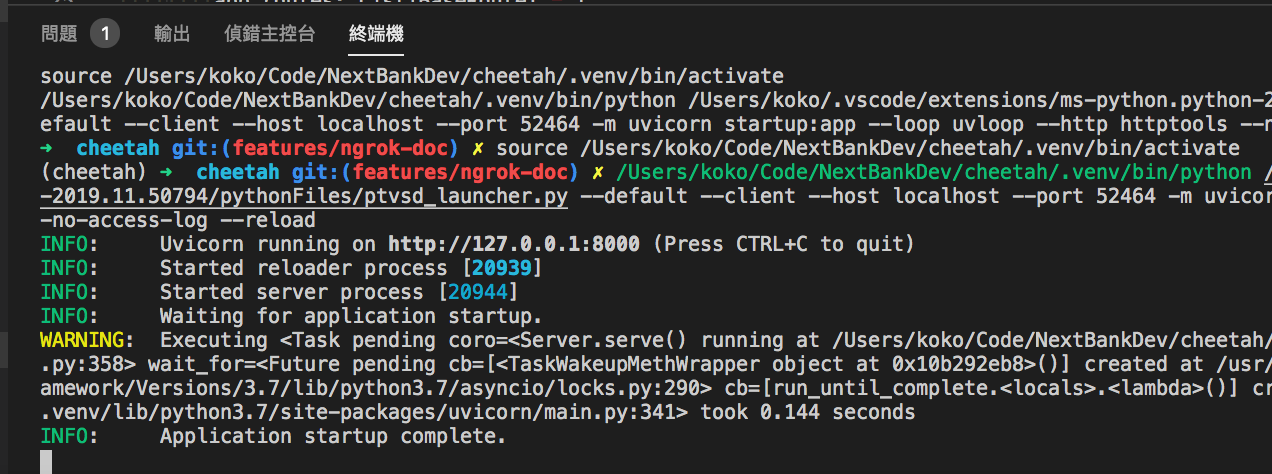 問題 1 輸出 偵錯主控台 終端機
source /Users/koko/Code/NextBankDev/cheetah/.venv/bin/activate
/Users/koko/Code/NextBankDev/cheetah/.venv/bin/python /Users/koko/.vscode/extensions/ms-python.python-2
efault --client --host localhost --port 52464 -m uvicorn startup:app --loop uvloop --http httptools --n
➜ cheetah git:(features/ngrok-doc) ✗ source /Users/koko/Code/NextBankDev/cheetah/.venv/bin/activate
(cheetah) ➜ cheetah git:(features/ngrok-doc) ✗ /Users/koko/Code/NextBankDev/cheetah/.venv/bin/python /
-2019.11.50794/pythonFiles/ptvsd_launcher.py --default --client --host localhost --port 52464 -m uvicor
-no-access-log --reload
INFO: Uvicorn running on http://127.0.0.1:8000 (Press CTRL+C to quit)
INFO: Started reloader process [20939]
INFO: Started server process [20944]
INFO: Waiting for application startup.
WARNING: Executing <Task pending coro=<Server.serve() running at /Users/koko/Code/NextBankDev/cheetah/
.py:358> wait_for=<Future pending cb=[<TaskWakeupMethWrapper object at 0x10b292eb8>()] created at /usr/
amework/Versions/3.7/lib/python3.7/asyncio/locks.py:290> cb=[run_until_complete.<locals>.<lambda>()] cr
.venv/lib/python3.7/site-packages/uvicorn/main.py:341> took 0.144 seconds
INFO: Application startup complete.